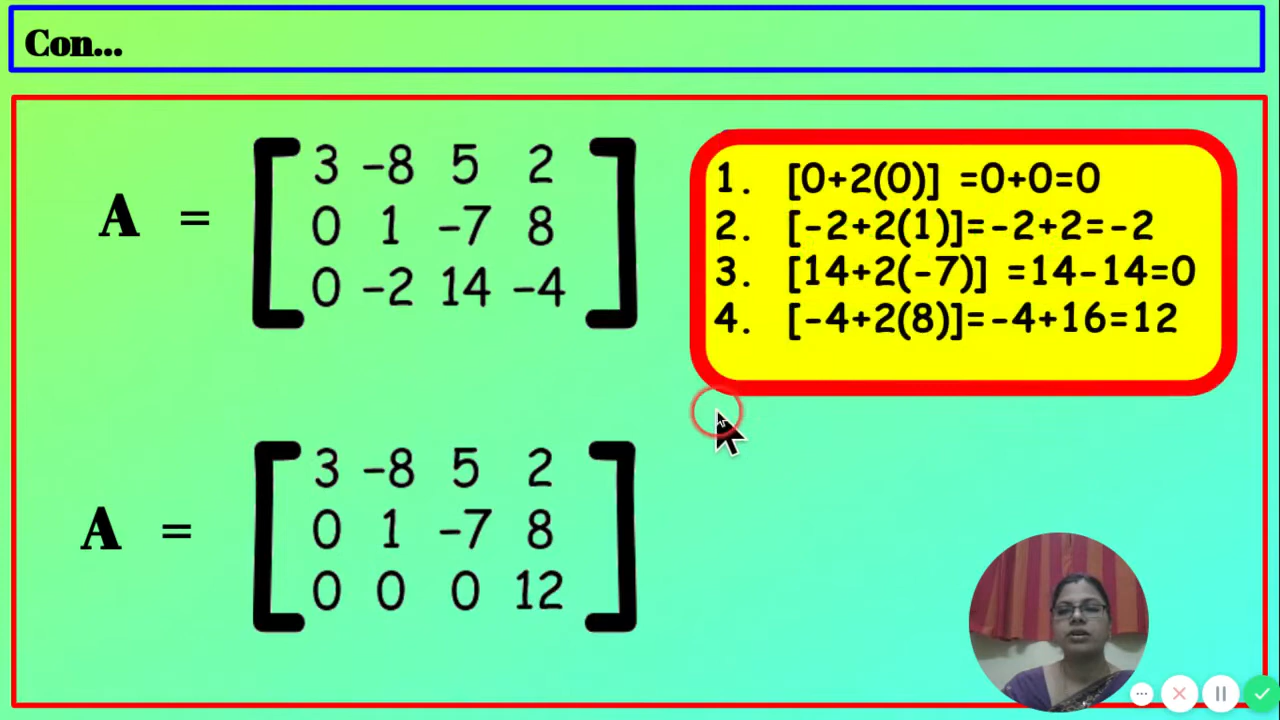 Con...
A = [ 3 -8 5 2
0 1 -7 8
0 -2 14 -4 ]
1. [0+2(0)] =0+0=0
2. [-2+2(1)]=-2+2=-2
3. [14+2(-7)] =14-14=0
4. [-4+2(8)]=-4+16=12
A = [ 3 -8 5 2
0 1 -7 8
0 0 0 12 ]